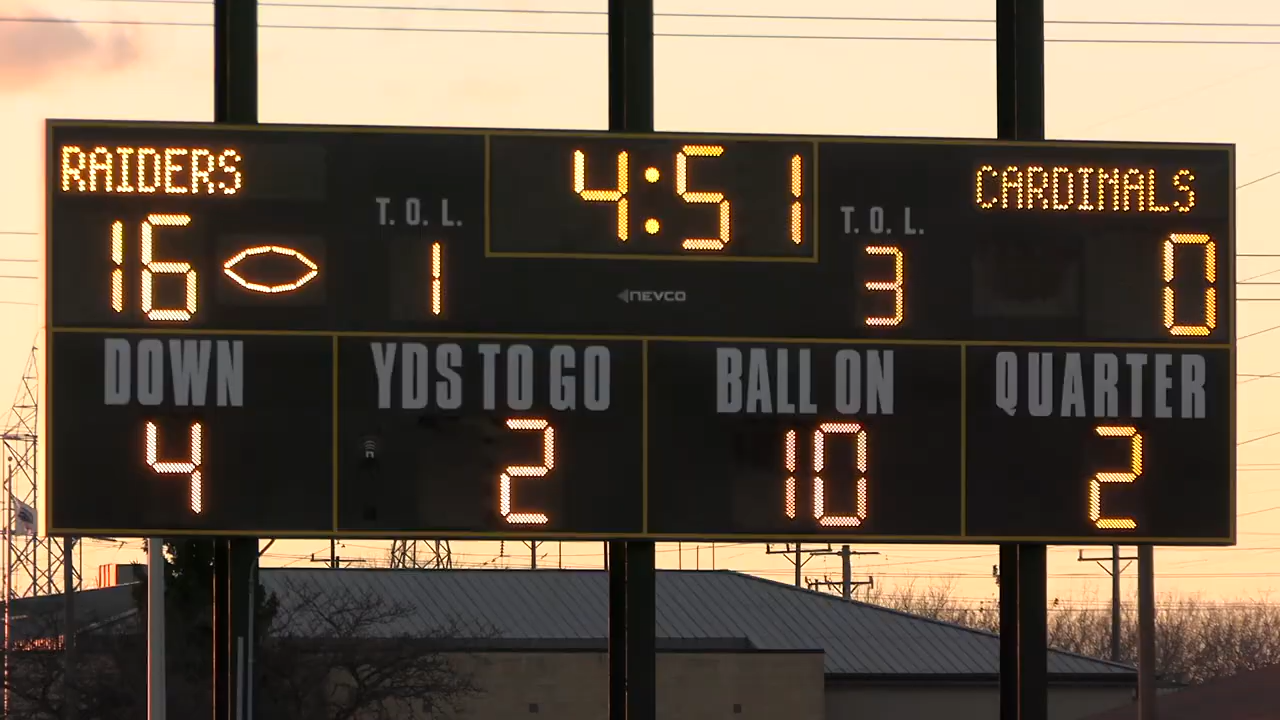 RAIDERS 4:51 CARDINALS
T. O. L. T. O. L.
16 1 3 0
NEVCO
DOWN YDS TO GO BALL ON QUARTER
4 2 10 2